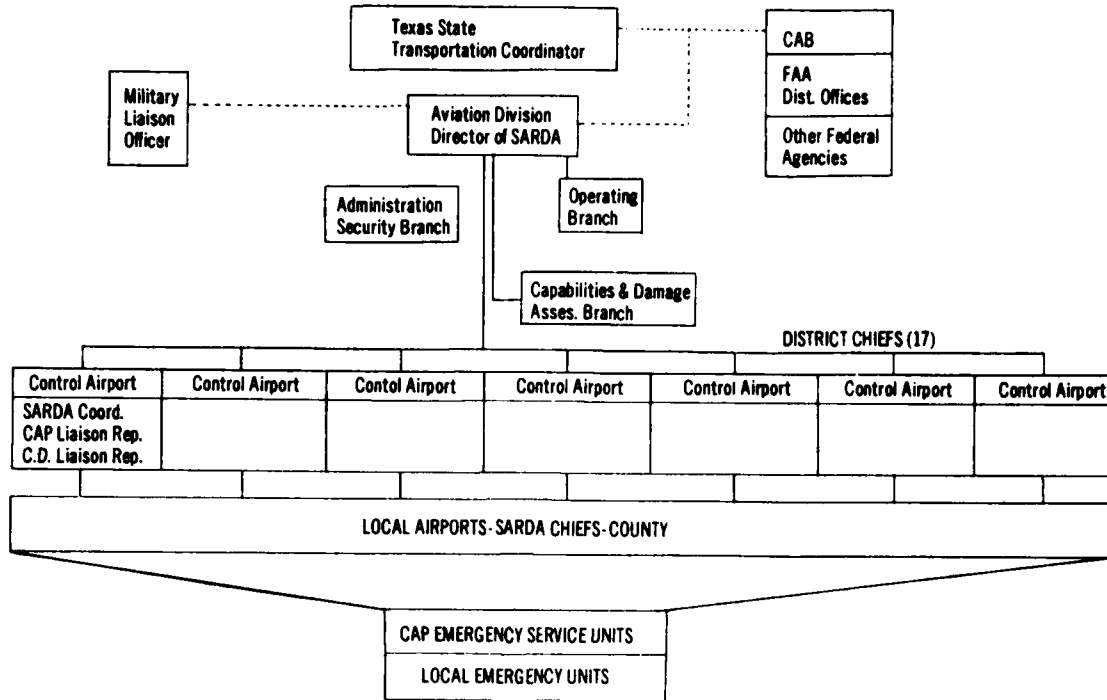 Texas State
Transportation Coordinator
CAB
FAA
Dist. Offices
Other Federal
Agencies
Military
Liaison
Officer
Aviation Division
Director of SARDA
Administration
Security Branch
Operating
Branch
Capabilities & Damage
Asses. Branch
DISTRICT CHIEFS (17)
Control Airport
SARDA Coord.
CAP Liaison Rep.
C.D. Liaison Rep.
Control Airport
Contol Airport
Control Airport
Control Airport
Control Airport
Control Airport
LOCAL AIRPORTS-SARDA CHIEFS-COUNTY
CAP EMERGENCY SERVICE UNITS
LOCAL EMERGENCY UNITS